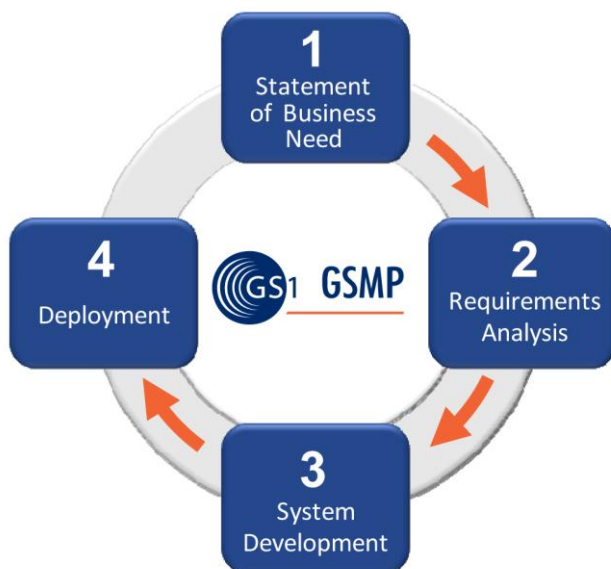 1
Statement
of Business
Need
2
Requirements
Analysis
3
System
Development
4
Deployment
GS1 GSMP